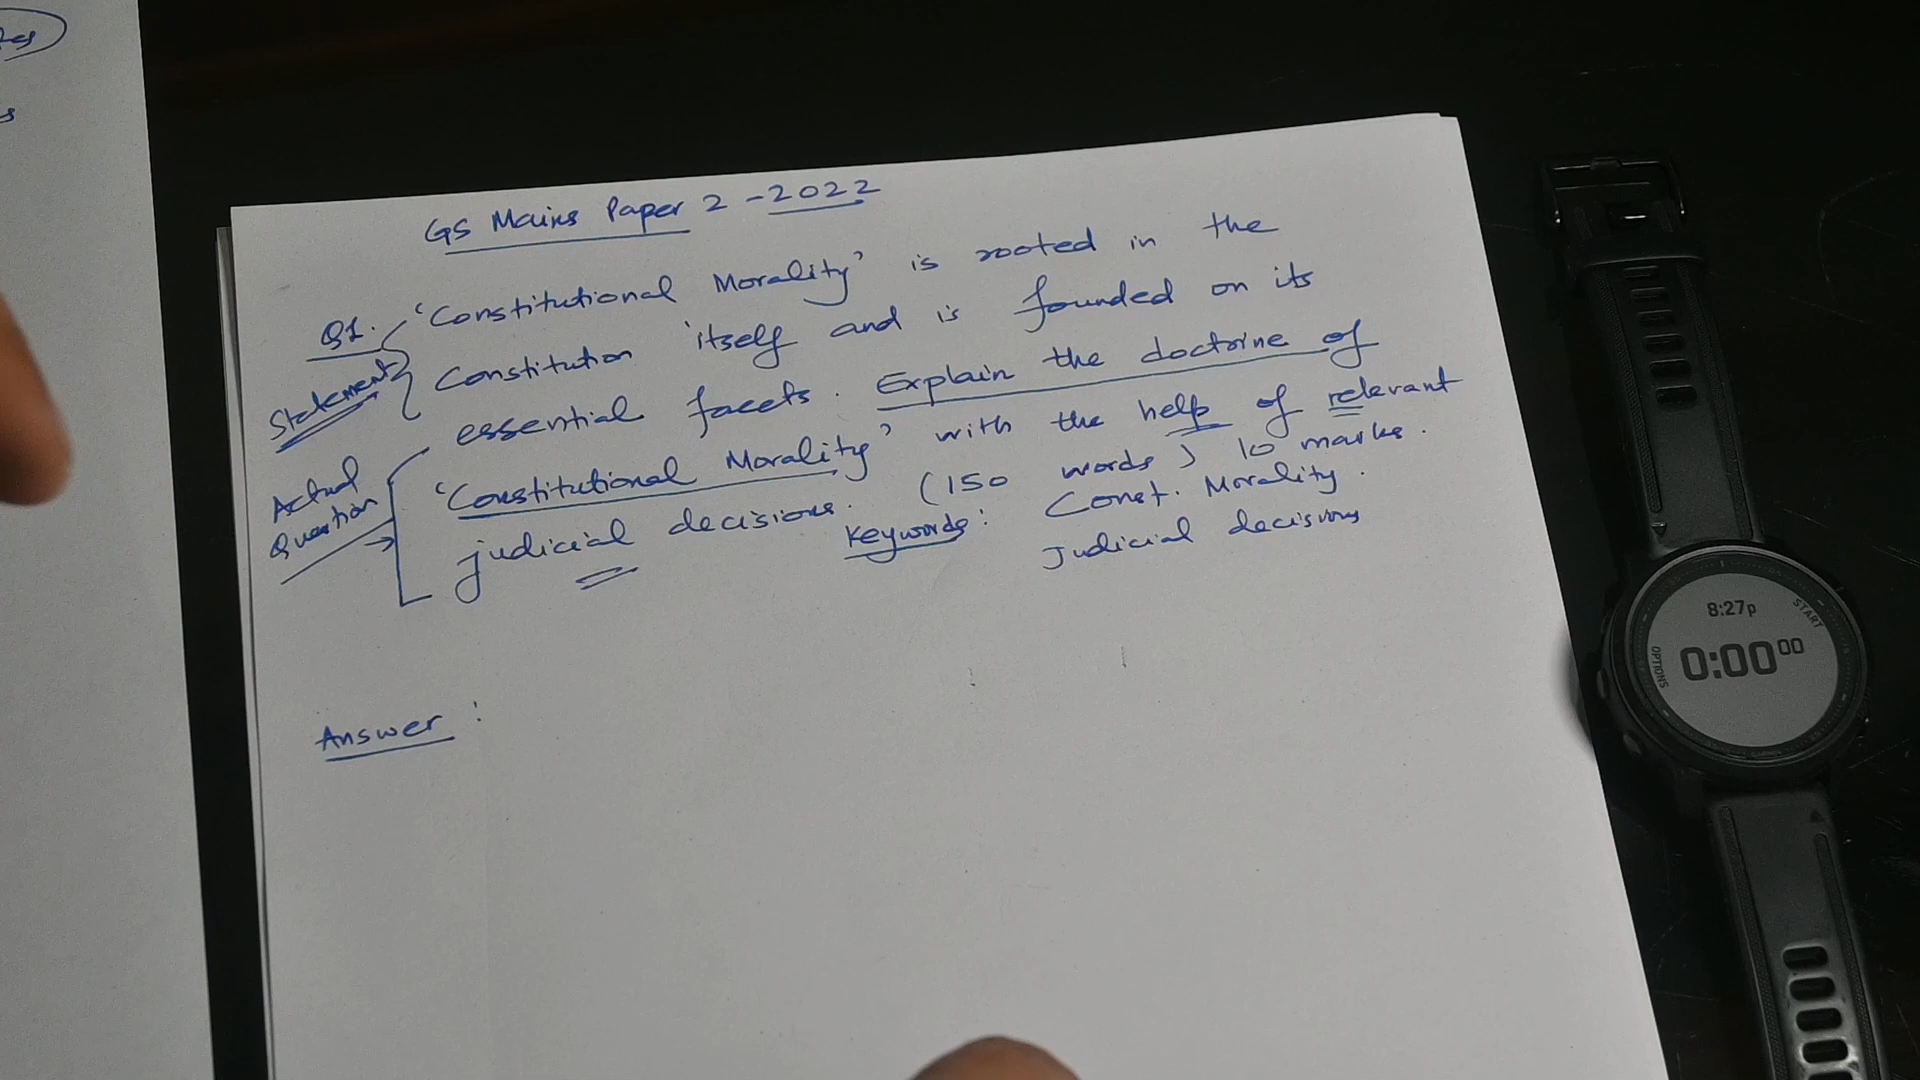 GS Mains Paper 2 - 2022
Q1. 'Constitutional Morality' is rooted in the
Constitution itself and is founded on its
essential facets. Explain the doctrine of
'Constitutional Morality' with the help of relevant
judicial decisions. (150 words) 10 marks.
Statement
Actual
Question
Keywords: Const. Morality.
Judicial decisions
Answer:
8:27p
START
0:00 00
OPTIONS